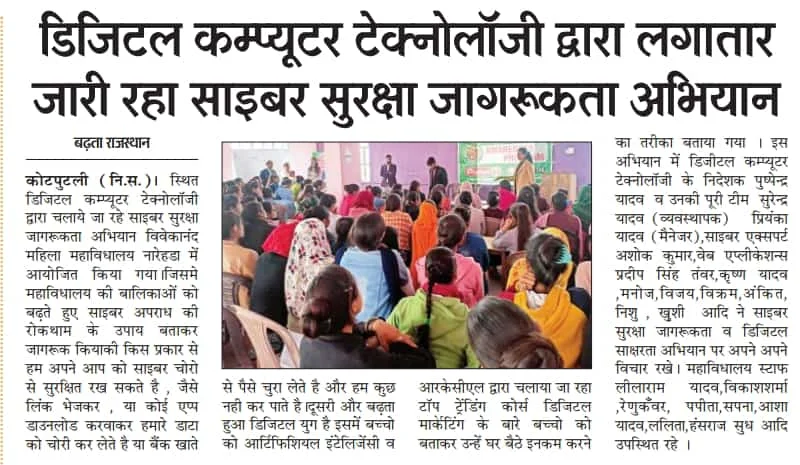 डिजिटल कम्प्यूटर टेक्नोलॉजी द्वारा लगातार
जारी रहा साइबर सुरक्षा जागरूकता अभियान
बढ़ता राजस्थान
कोटपुटली (नि.स.)। स्थित
डिजिटल कम्प्यूटर टेक्नोलॉजी
द्वारा चलाये जा रहे साइबर सुरक्षा
जागरूकता अभियान विवेकानंद
महिला महाविधालय नारेहडा में
आयोजित किया गया।जिसमे
महाविधालय की बालिकाओं को
बढ़ते हुए साइबर अपराध की
रोकथाम के उपाय बताकर
जागरूक कियाकी किस प्रकार से
हम अपने आप को साइबर चोरो
से सुरक्षित रख सकते है , जैसे
लिंक भेजकर , या कोई एप्प
डाउनलोड करवाकर हमारे डाटा
को चोरी कर लेते है या बैंक खाते
से पैसे चुरा लेते है और हम कुछ
नही कर पाते है।दूसरी और बढ़ता
हुआ डिजिटल युग है इसमें बच्चो
को आर्टिफिशियल इंटेलिजेंसी व
आरकेसीएल द्वारा चलाया जा रहा
टॉप ट्रेंडिंग कोर्स डिजिटल
मार्केटिंग के बारे बच्चो को
बताकर उन्हें घर बैठे इनकम करने
का तरीका बताया गया । इस
अभियान में डिजीटल कम्प्यूटर
टेक्नोलॉजी के निदेशक पुष्पेन्द्र
यादव व उनकी पूरी टीम सुरेन्द्र
यादव (व्यवस्थापक) प्रियंका
यादव (मैनेजर),साइबर एक्सपर्ट
अशोक कुमार,वेब एप्लीकेशन्स
प्रदीप सिंह तंवर,कृष्ण यादव
,मनोज,विजय,विक्रम,अंकित,
निशु , खुशी आदि ने साइबर
सुरक्षा जागरूकता व डिजिटल
साक्षरता अभियान पर अपने अपने
विचार रखे। महाविधालय स्टाफ
लीलाराम यादव,विकाशशर्मा
,रेणुकँवर, पपीता,सपना,आशा
यादव,ललिता,हंसराज सुध आदि
उपस्थित रहे ।